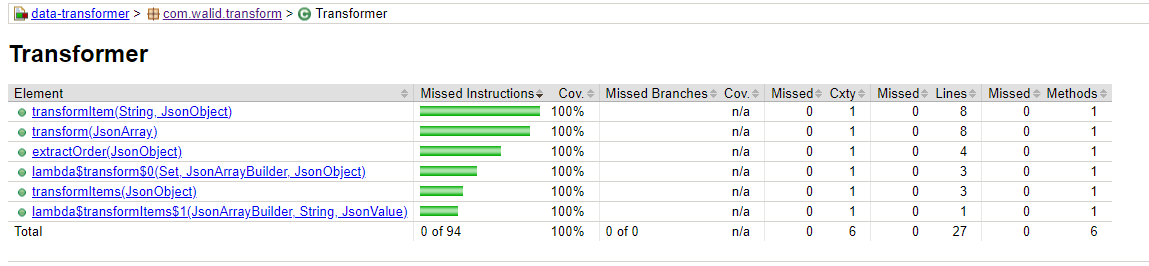 data-transformer > com.walid.transform > Transformer
Transformer
Element Missed Instructions Cov. Missed Branches Cov. Missed Cxty Missed Lines Missed Methods
transformItem(String, JsonObject) 100% n/a 0 1 0 8 0 1
transform(JsonArray) 100% n/a 0 1 0 8 0 1
extractOrder(JsonObject) 100% n/a 0 1 0 4 0 1
lambda$transform$0(Set, JsonArrayBuilder, JsonObject) 100% n/a 0 1 0 3 0 1
transformItems(JsonObject) 100% n/a 0 1 0 3 0 1
lambda$transformItems$1(JsonArrayBuilder, String, JsonValue) 100% n/a 0 1 0 1 0 1
Total 0 of 94 100% 0 of 0 n/a 0 6 0 27 0 6